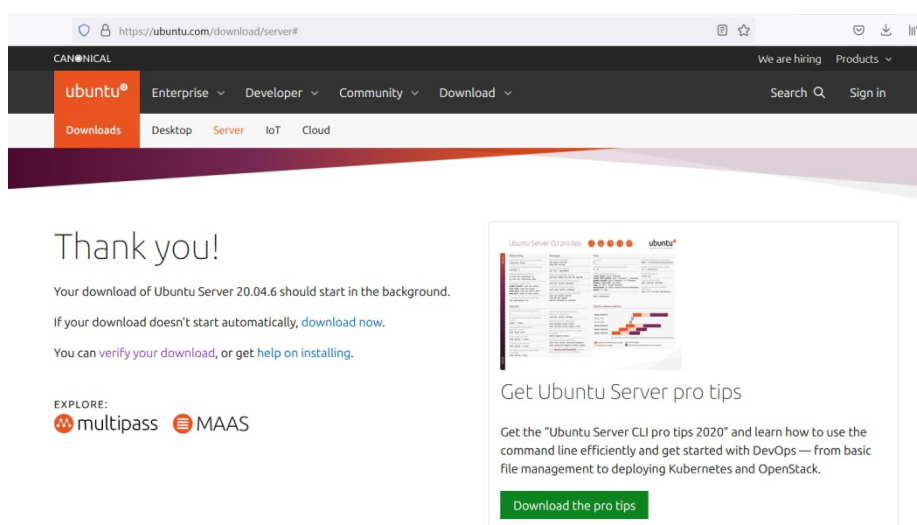 https://ubuntu.com/download/server#
CANONICAL
We are hiring Products
ubuntu® Enterprise Developer Community Download Search Sign in
Downloads Desktop Server IoT Cloud
Thank you!
Your download of Ubuntu Server 20.04.6 should start in the background.
If your download doesn't start automatically, download now.
You can verify your download, or get help on installing.
EXPLORE:
multipass MAAS
Ubuntu Server CLI pro tips ubuntu®
Get Ubuntu Server pro tips
Get the "Ubuntu Server CLI pro tips 2020" and learn how to use the
command line efficiently and get started with DevOps — from basic
file management to deploying Kubernetes and OpenStack.
Download the pro tips